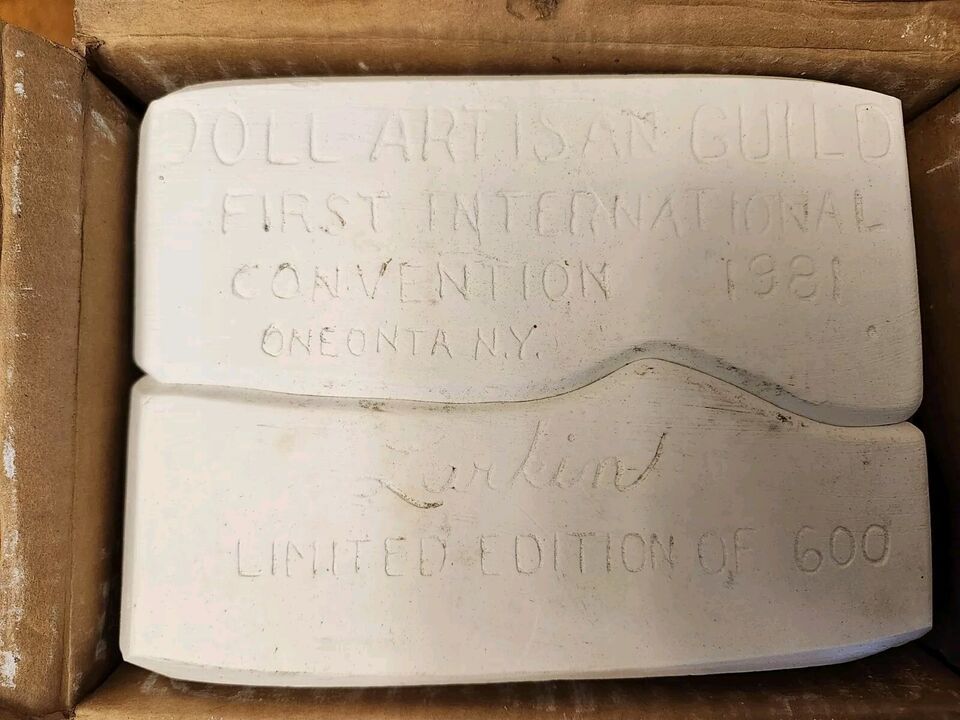 DOLL ARTISAN GUILD
FIRST INTERNATIONAL
CONVENTION 1981
ONEONTA N.Y.
Larkin
LIMITED EDITION OF 600